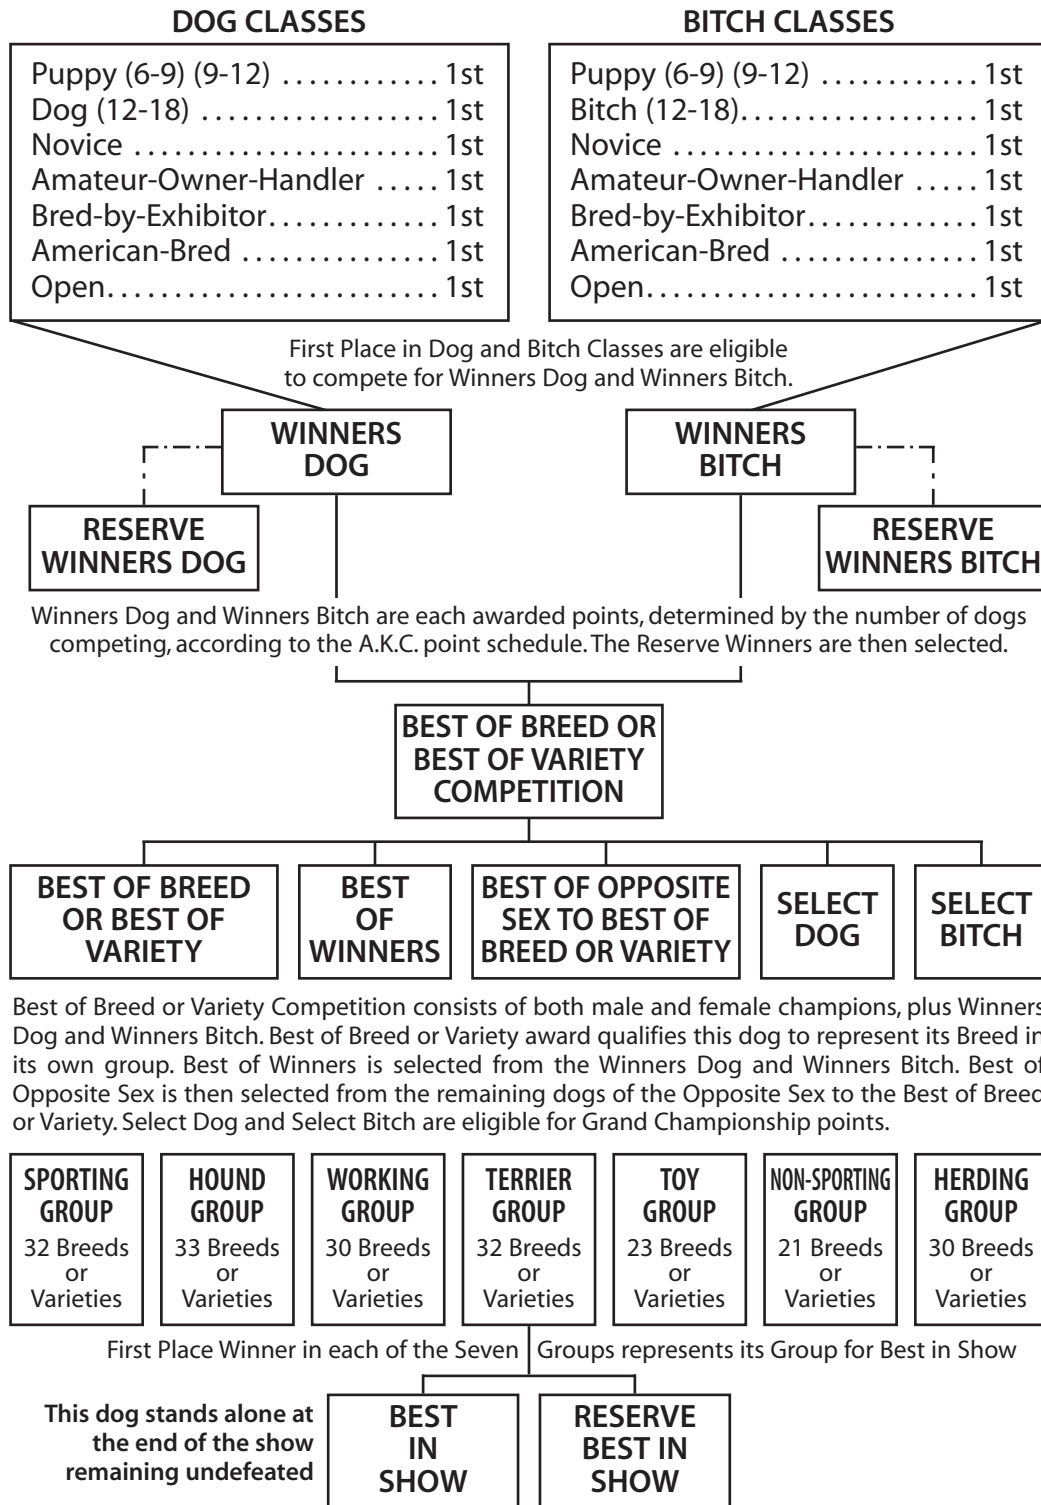 DOG CLASSES
Puppy (6-9) (9-12) ............ 1st
Dog (12-18) .................. 1st
Novice ....................... 1st
Amateur-Owner-Handler ..... 1st
Bred-by-Exhibitor............. 1st
American-Bred ............... 1st
Open......................... 1st
BITCH CLASSES
Puppy (6-9) (9-12) ............ 1st
Bitch (12-18).................. 1st
Novice ....................... 1st
Amateur-Owner-Handler ..... 1st
Bred-by-Exhibitor............. 1st
American-Bred ............... 1st
Open......................... 1st
First Place in Dog and Bitch Classes are eligible
to compete for Winners Dog and Winners Bitch.
WINNERS
DOG
WINNERS
BITCH
RESERVE
WINNERS DOG
RESERVE
WINNERS BITCH
Winners Dog and Winners Bitch are each awarded points, determined by the number of dogs
competing, according to the A.K.C. point schedule. The Reserve Winners are then selected.
BEST OF BREED OR
BEST OF VARIETY
COMPETITION
BEST OF BREED
OR BEST OF
VARIETY
BEST
OF
WINNERS
BEST OF OPPOSITE
SEX TO BEST OF
BREED OR VARIETY
SELECT
DOG
SELECT
BITCH
Best of Breed or Variety Competition consists of both male and female champions, plus Winners
Dog and Winners Bitch. Best of Breed or Variety award qualifies this dog to represent its Breed in
its own group. Best of Winners is selected from the Winners Dog and Winners Bitch. Best of
Opposite Sex is then selected from the remaining dogs of the Opposite Sex to the Best of Breed
or Variety. Select Dog and Select Bitch are eligible for Grand Championship points.
SPORTING
GROUP
32 Breeds
or
Varieties
HOUND
GROUP
33 Breeds
or
Varieties
WORKING
GROUP
30 Breeds
or
Varieties
TERRIER
GROUP
32 Breeds
or
Varieties
TOY
GROUP
23 Breeds
or
Varieties
NON-SPORTING
GROUP
21 Breeds
or
Varieties
HERDING
GROUP
30 Breeds
or
Varieties
First Place Winner in each of the Seven Groups represents its Group for Best in Show
This dog stands alone at
the end of the show
remaining undefeated
BEST
IN
SHOW
RESERVE
BEST IN
SHOW